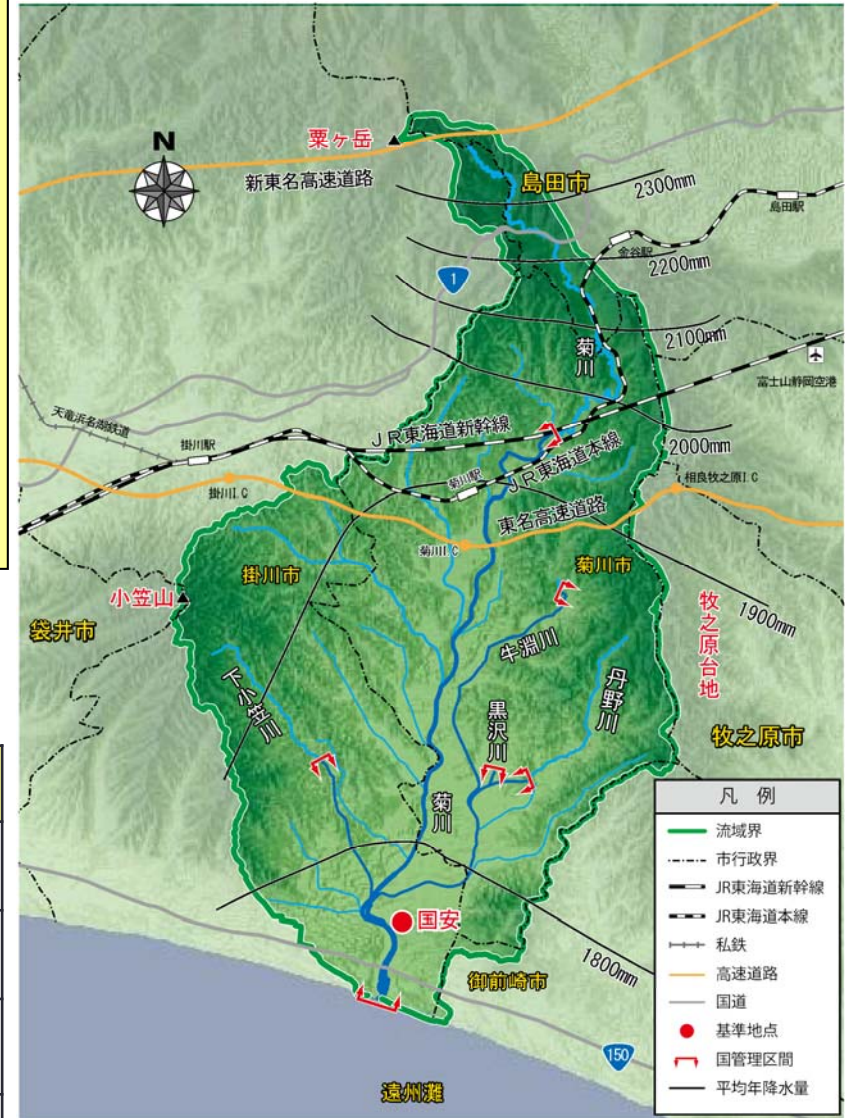 粟ヶ岳
N
新東名高速道路
島田市
2300mm
島田駅
金谷駅
2200mm
1
2100mm
菊川
富士山静岡空港
天竜浜名湖鉄道
掛川駅
JR東海道新幹線
JR東海道本線
2000mm
菊川駅
掛川I.C
東名高速道路
相良牧之原I.C
菊川I.C
掛川市
菊川市
小笠山
袋井市
牧之原台地
1900mm
牛淵川
丹野川
下小笠川
黒沢川
牧之原市
菊川
国安
1800mm
御前崎市
150
遠州灘
凡 例
流域界
市行政界
JR東海道新幹線
JR東海道本線
私鉄
高速道路
国道
基準地点
国管理区間
平均年降水量